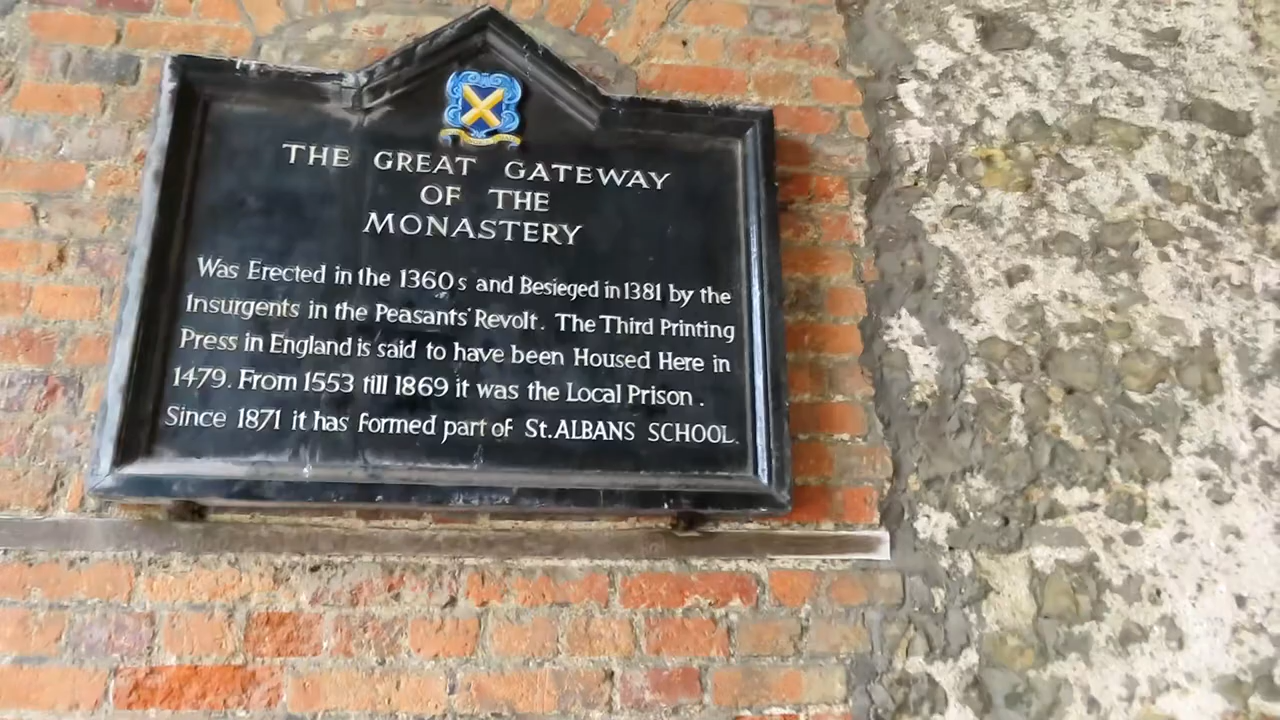 THE GREAT GATEWAY
OF THE
MONASTERY
Was Erected in the 1360s and Besieged in 1381 by the
Insurgents in the Peasants' Revolt. The Third Printing
Press in England is said to have been Housed Here in
1479. From 1553 till 1869 it was the Local Prison.
Since 1871 it has formed part of St. ALBANS SCHOOL.